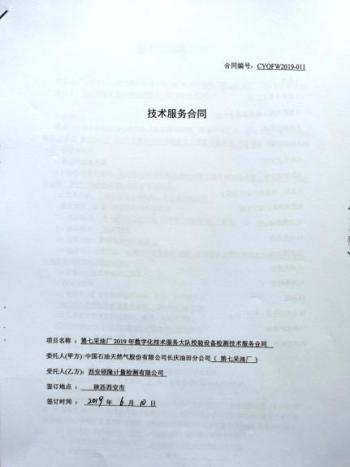 合同编号：CYQFW2019-011
技术服务合同
项目名称：第七采油厂2019年数字化技术服务大队校验设备检测技术服务合同
委托人(甲方):中国石油天然气股份有限公司长庆油田分公司（第七采油厂）
受托人(乙方):西安硕隆计量检测有限公司
签订地点：陕西西安市
签订时间：2019年6月10日